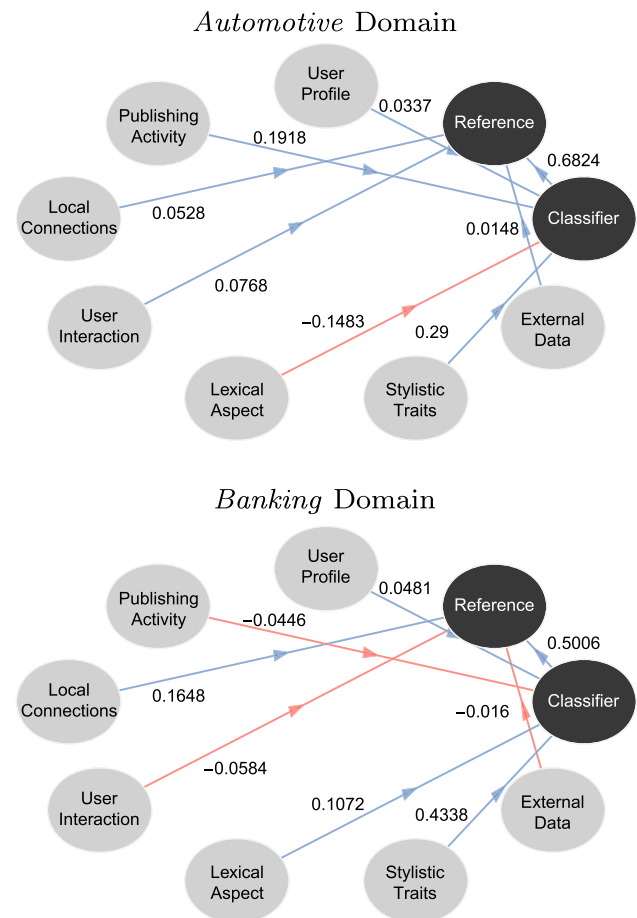 Automotive Domain
User
Profile
0.0337
Publishing
Activity
0.1918
Reference
0.6824
Local
Connections
0.0528
0.0148
Classifier
User
Interaction
0.0768
−0.1483
0.29
External
Data
Lexical
Aspect
Stylistic
Traits
Banking Domain
User
Profile
0.0481
Publishing
Activity
−0.0446
Reference
0.5006
Local
Connections
0.1648
−0.016
Classifier
User
Interaction
−0.0584
0.1072
0.4338
External
Data
Lexical
Aspect
Stylistic
Traits